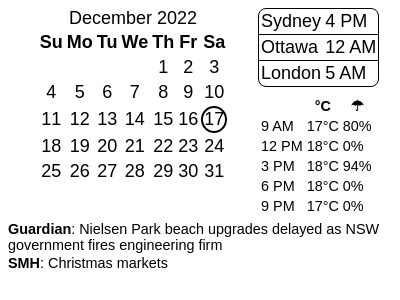 December 2022
Su Mo Tu We Th Fr Sa
1 2 3
4 5 6 7 8 9 10
11 12 13 14 15 16 17
18 19 20 21 22 23 24
25 26 27 28 29 30 31
Sydney 4 PM
Ottawa 12 AM
London 5 AM
°C ☂
9 AM 17°C 80%
12 PM 18°C 0%
3 PM 18°C 94%
6 PM 18°C 0%
9 PM 17°C 0%
Guardian: Nielsen Park beach upgrades delayed as NSW
government fires engineering firm
SMH: Christmas markets